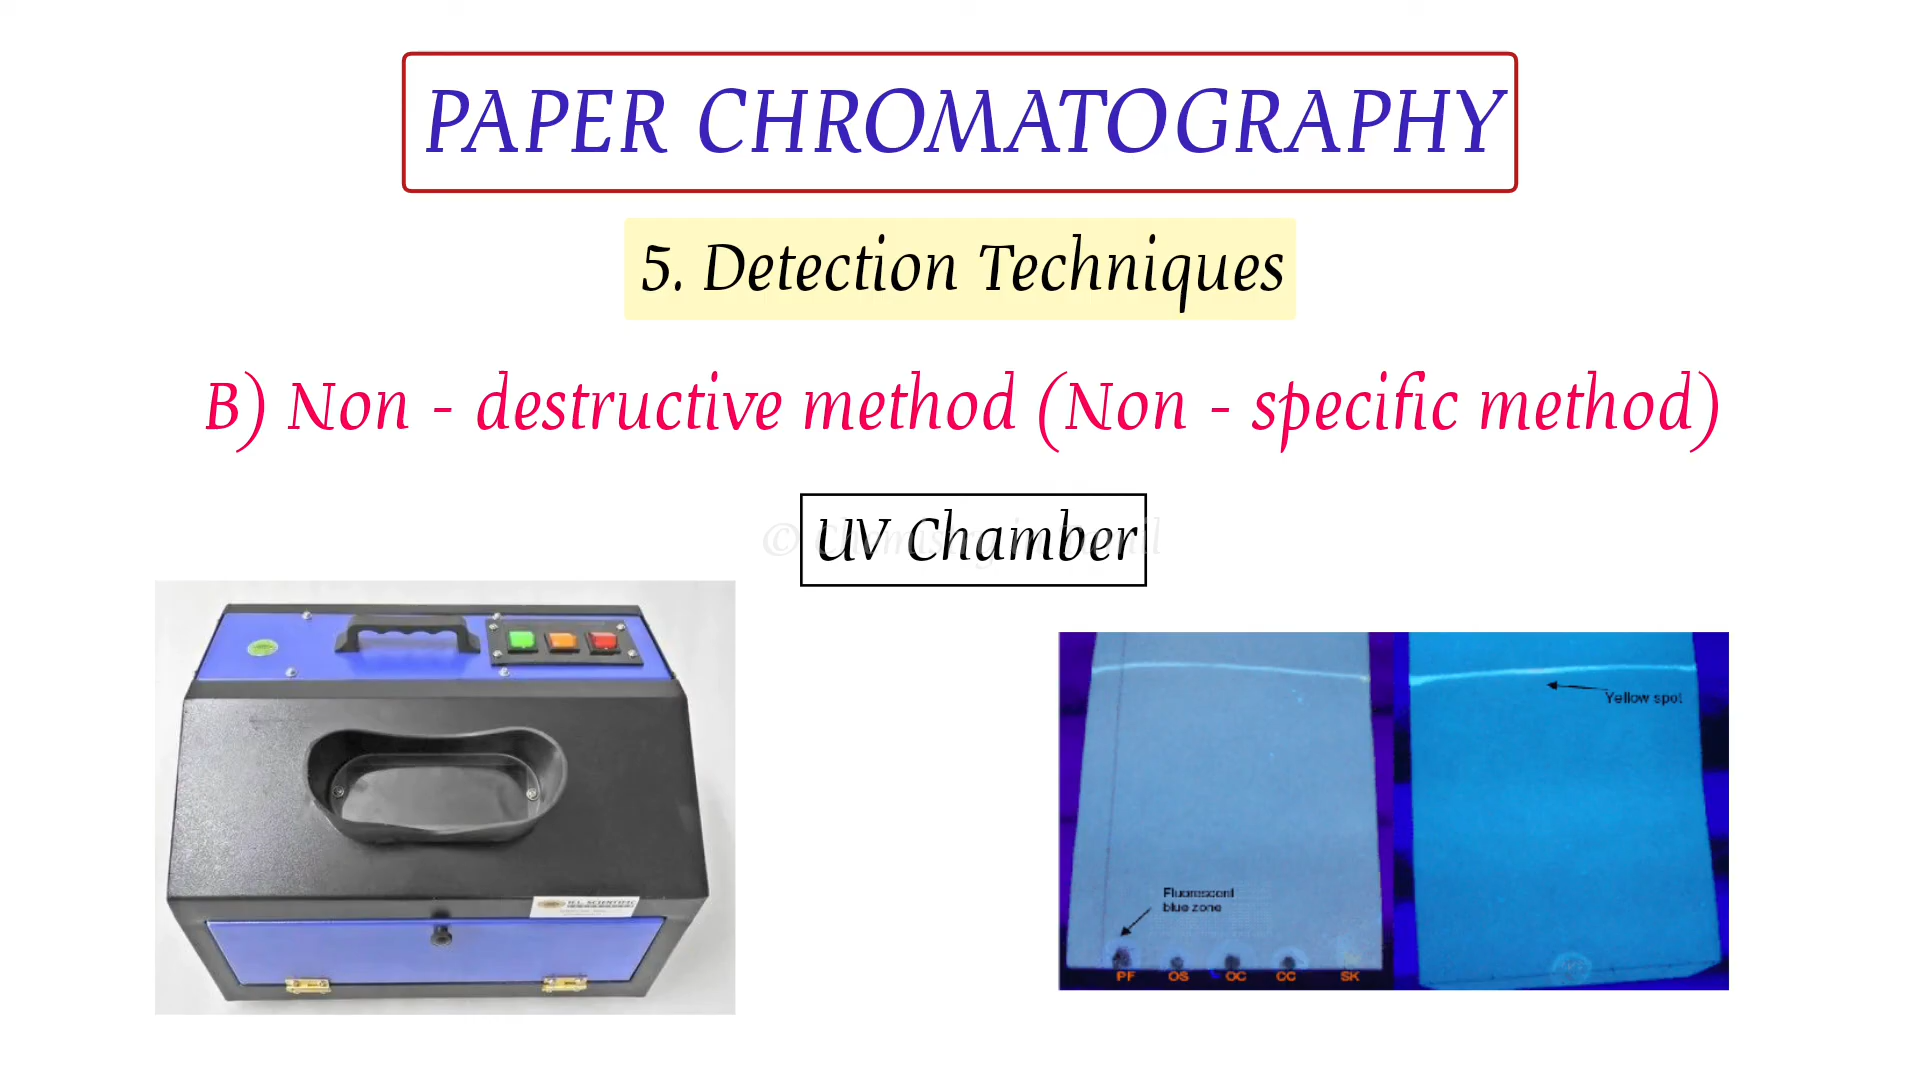 PAPER CHROMATOGRAPHY
5. Detection Techniques
B) Non - destructive method (Non - specific method)
UV Chamber
Yellow spot
Fluorescent
blue zone
PF OS OC CC SK